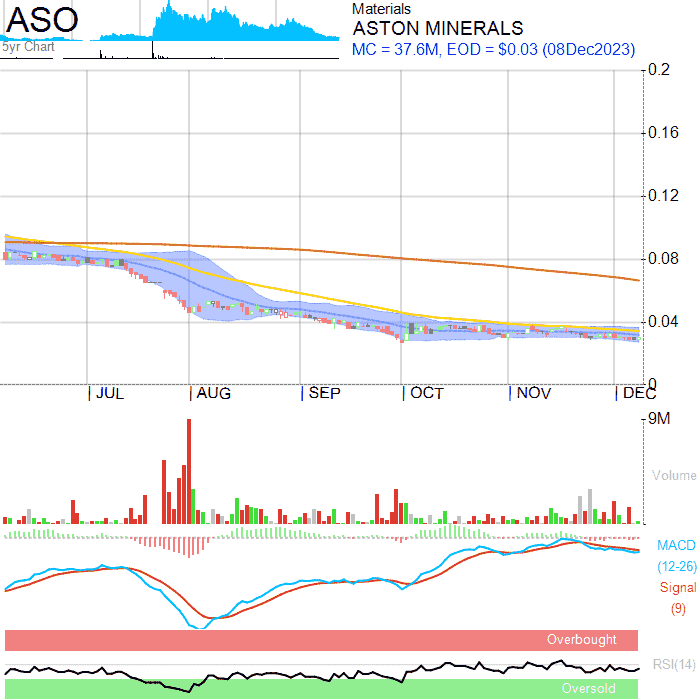 ASO
5yr Chart
Materials
ASTON MINERALS
MC = 37.6M, EOD = $0.03 (08Dec2023)
0.2
0.16
0.12
0.08
0.04
0
JUL AUG SEP OCT NOV DEC
9M
Volume
MACD
(12-26)
Signal
(9)
Overbought
RSI(14)
Oversold